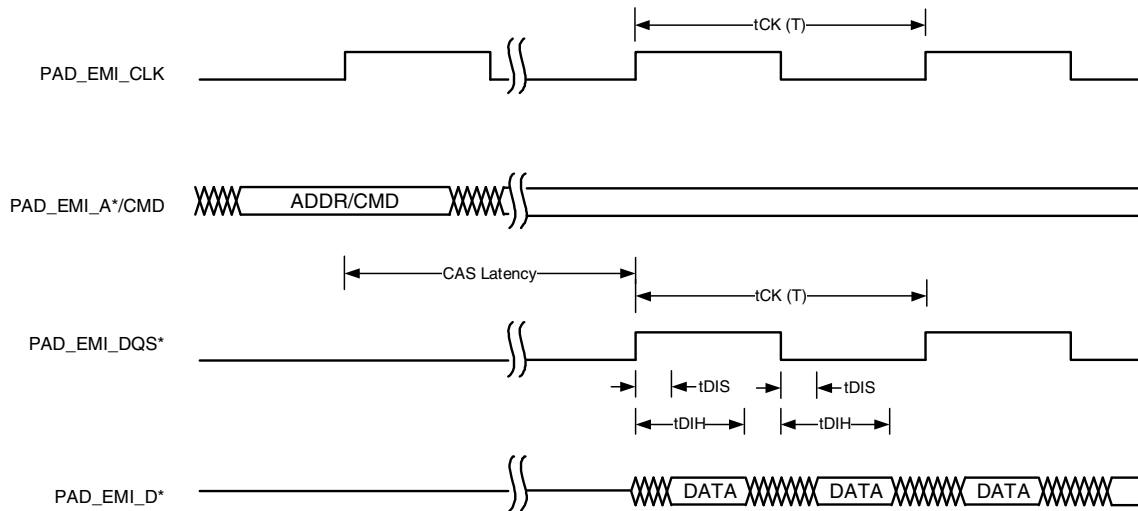 tCK (T)
PAD_EMI_CLK
PAD_EMI_A*/CMD
ADDR/CMD
CAS Latency
tCK (T)
PAD_EMI_DQS*
tDIS
tDIS
tDIH
tDIH
PAD_EMI_D*
DATA
DATA
DATA